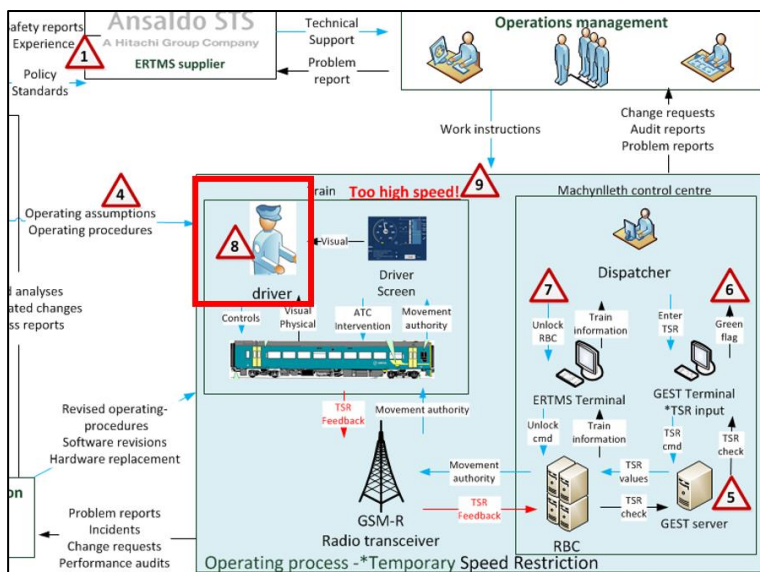 Ansaldo STS
A Hitachi Group Company
ERTMS supplier
afety reports
Experience
1
Policy
Standards
Technical
Support
Problem
report
Operations management
Work instructions
Change requests
Audit reports
Problem reports
4
Operating assumptions
Operating procedures
d analyses
ated changes
ss reports
Train
Too high speed!
9
8
driver
Visual
Driver
Screen
Controls
Visual
Physical
ATC
Intervention
Movement
authority
Machynlleth control centre
Dispatcher
7
6
Unlock
RBC
Train
information
Enter
TSR
Green
flag
ERTMS Terminal
GEST Terminal
*TSR input
Revised operating-
procedures
Software revisions
Hardware replacement
TSR
Feedback
Movement authority
Unlock
cmd
Train
information
TSR
cmd
TSR
check
Movement
authority
TSR
values
5
GSM-R
Radio transceiver
TSR
Feedback
TSR
check
RBC
GEST server
on
Problem reports
Incidents
Change requests
Performance audits
Operating process -*Temporary Speed Restriction